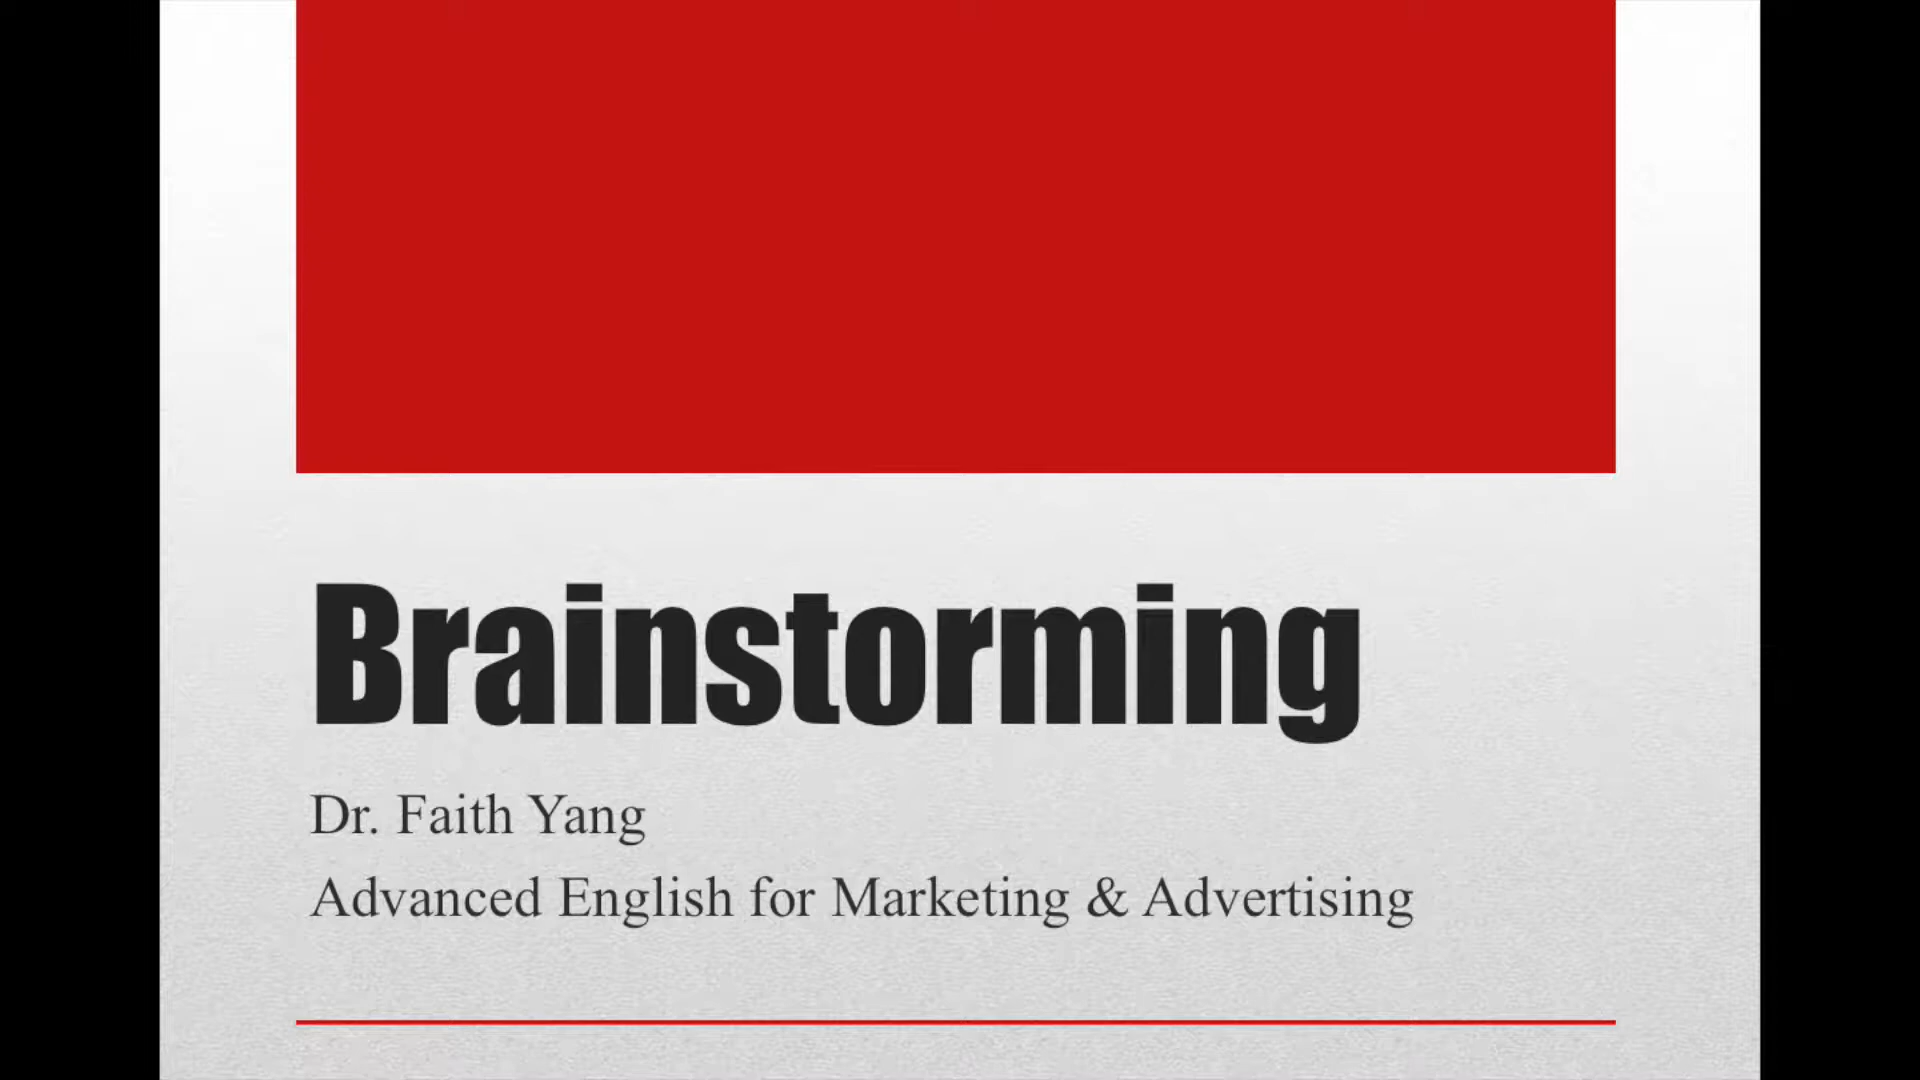 Brainstorming
Dr. Faith Yang
Advanced English for Marketing & Advertising